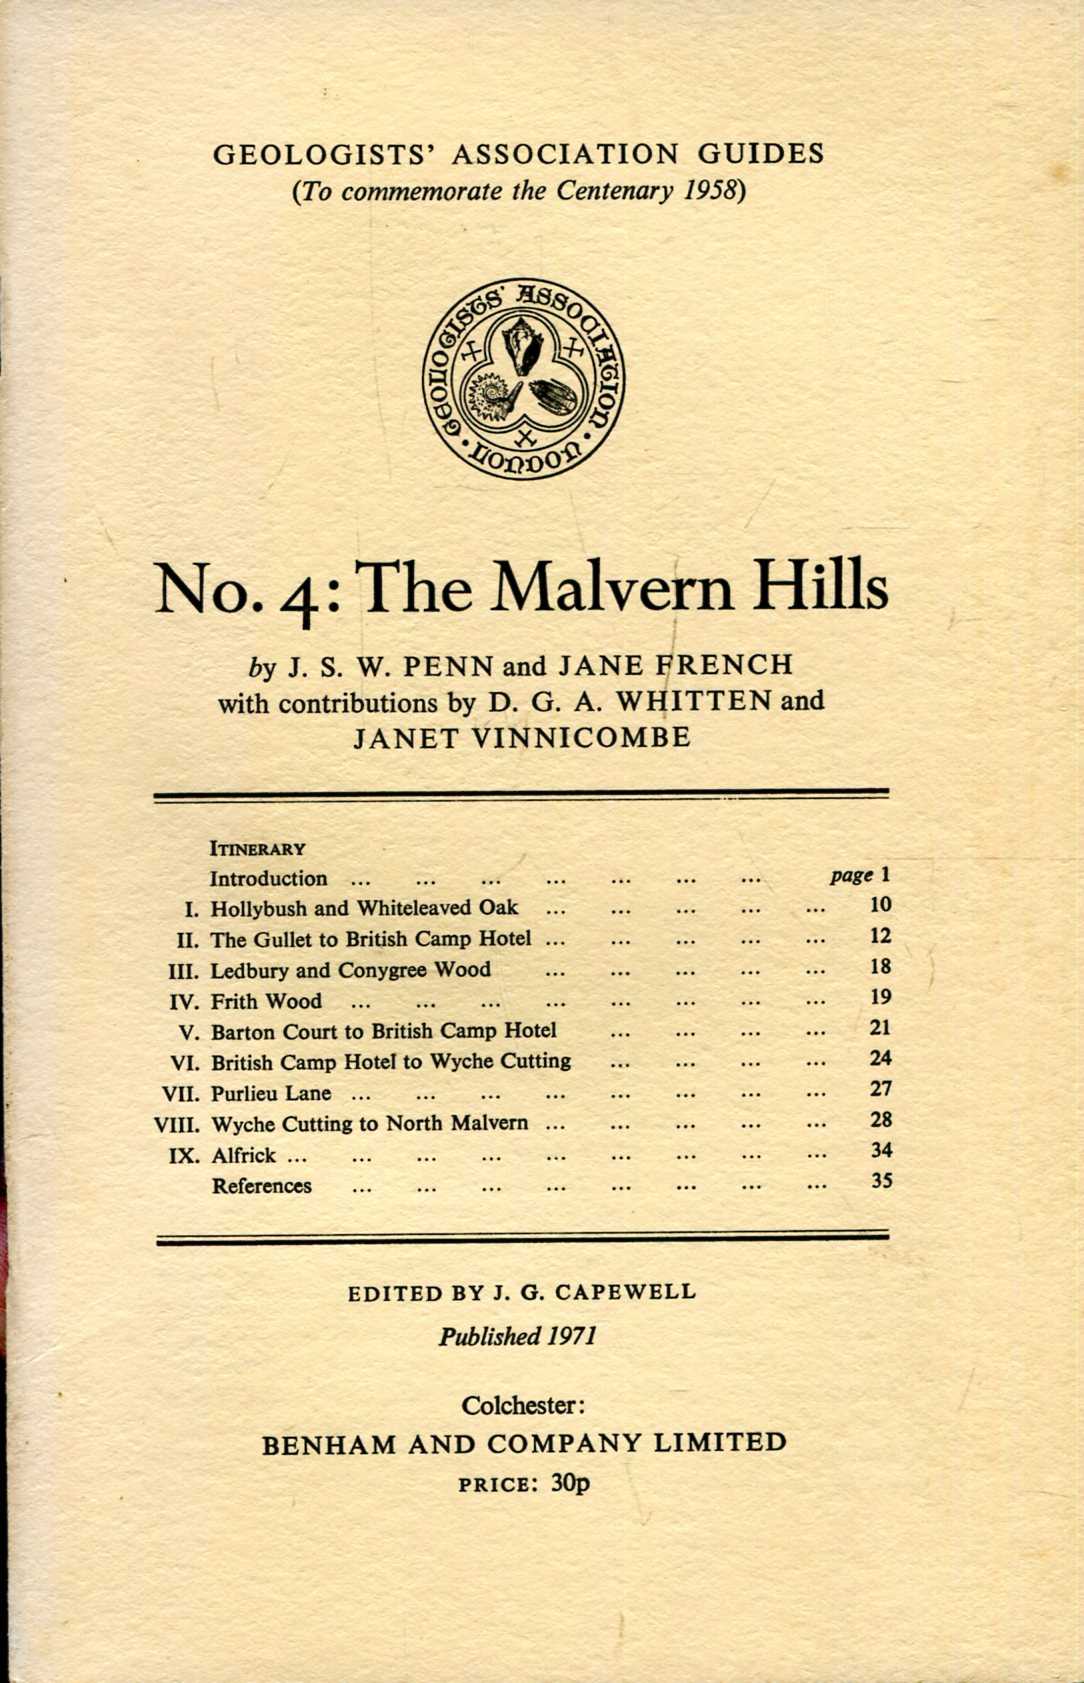 GEOLOGISTS' ASSOCIATION GUIDES
(To commemorate the Centenary 1958)
GEOLOGISTS' ASSOCIATION · LONDON ·
No. 4: The Malvern Hills
by J. S. W. PENN and JANE FRENCH
with contributions by D. G. A. WHITTEN and
JANET VINNICOMBE
ITINERARY
Introduction ... ... ... ... ... ... ... page 1
I. Hollybush and Whiteleaved Oak ... ... ... ... ... 10
II. The Gullet to British Camp Hotel ... ... ... ... ... 12
III. Ledbury and Conygree Wood ... ... ... ... ... 18
IV. Frith Wood ... ... ... ... ... ... ... ... 19
V. Barton Court to British Camp Hotel ... ... ... ... 21
VI. British Camp Hotel to Wyche Cutting ... ... ... ... 24
VII. Purlieu Lane ... ... ... ... ... ... ... ... 27
VIII. Wyche Cutting to North Malvern ... ... ... ... ... 28
IX. Alfrick ... ... ... ... ... ... ... ... ... 34
References ... ... ... ... ... ... ... ... 35
EDITED BY J. G. CAPEWELL
Published 1971
Colchester:
BENHAM AND COMPANY LIMITED
PRICE: 30p